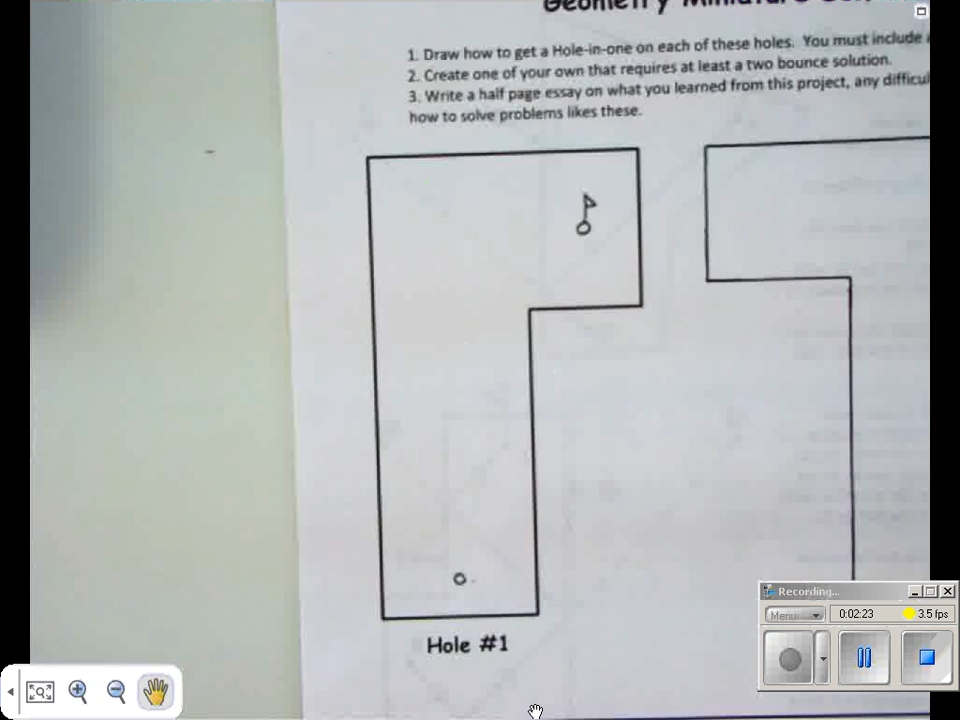 Geometry Miniature
1. Draw how to get a Hole-in-one on each of these holes. You must include
2. Create one of your own that requires at least a two bounce solution.
3. Write a half page essay on what you learned from this project, any
how to solve problems likes these.
Recording...
Menu
0:02:23
3.5 fps
Hole #1